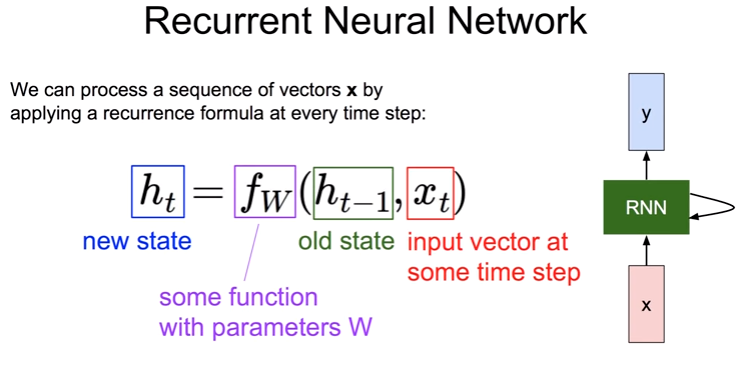 Recurrent Neural Network
We can process a sequence of vectors x by
applying a recurrence formula at every time step:
h_t = f_W(h_{t-1}, x_t)
new state
old state
input vector at
some time step
some function
with parameters W
y
RNN
x